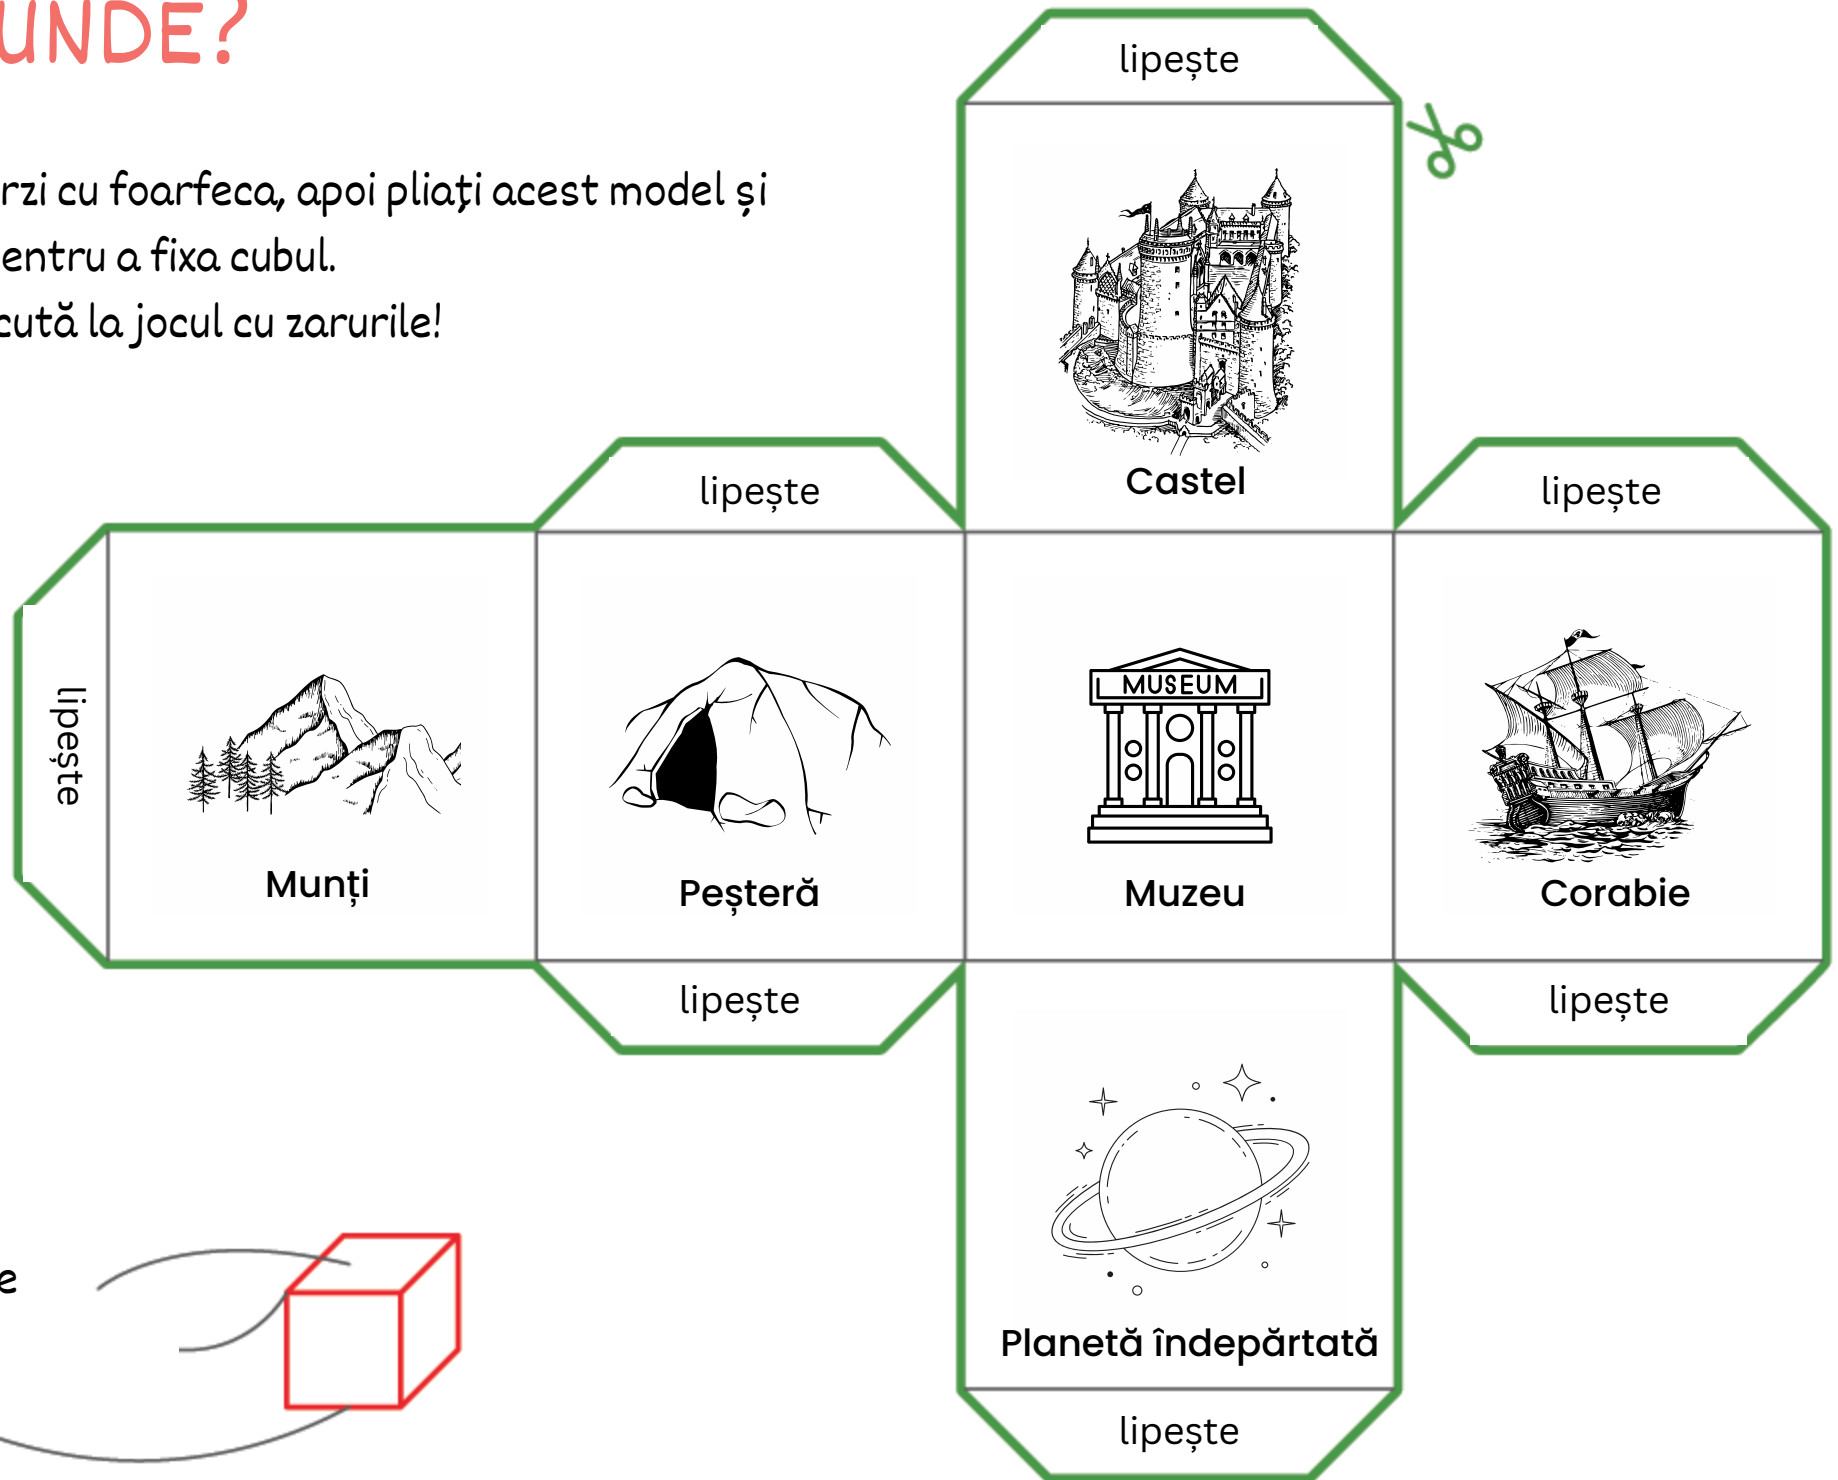 UNDE?
rzi cu foarfeca, apoi pliați acest model și
entru a fixa cubul.
cută la jocul cu zarurile!
lipește
Castel
lipește
lipește
lipește
MUSEUM
Munți
Peșteră
Muzeu
Corabie
lipește
lipește
Planetă îndepărtată
e
lipește